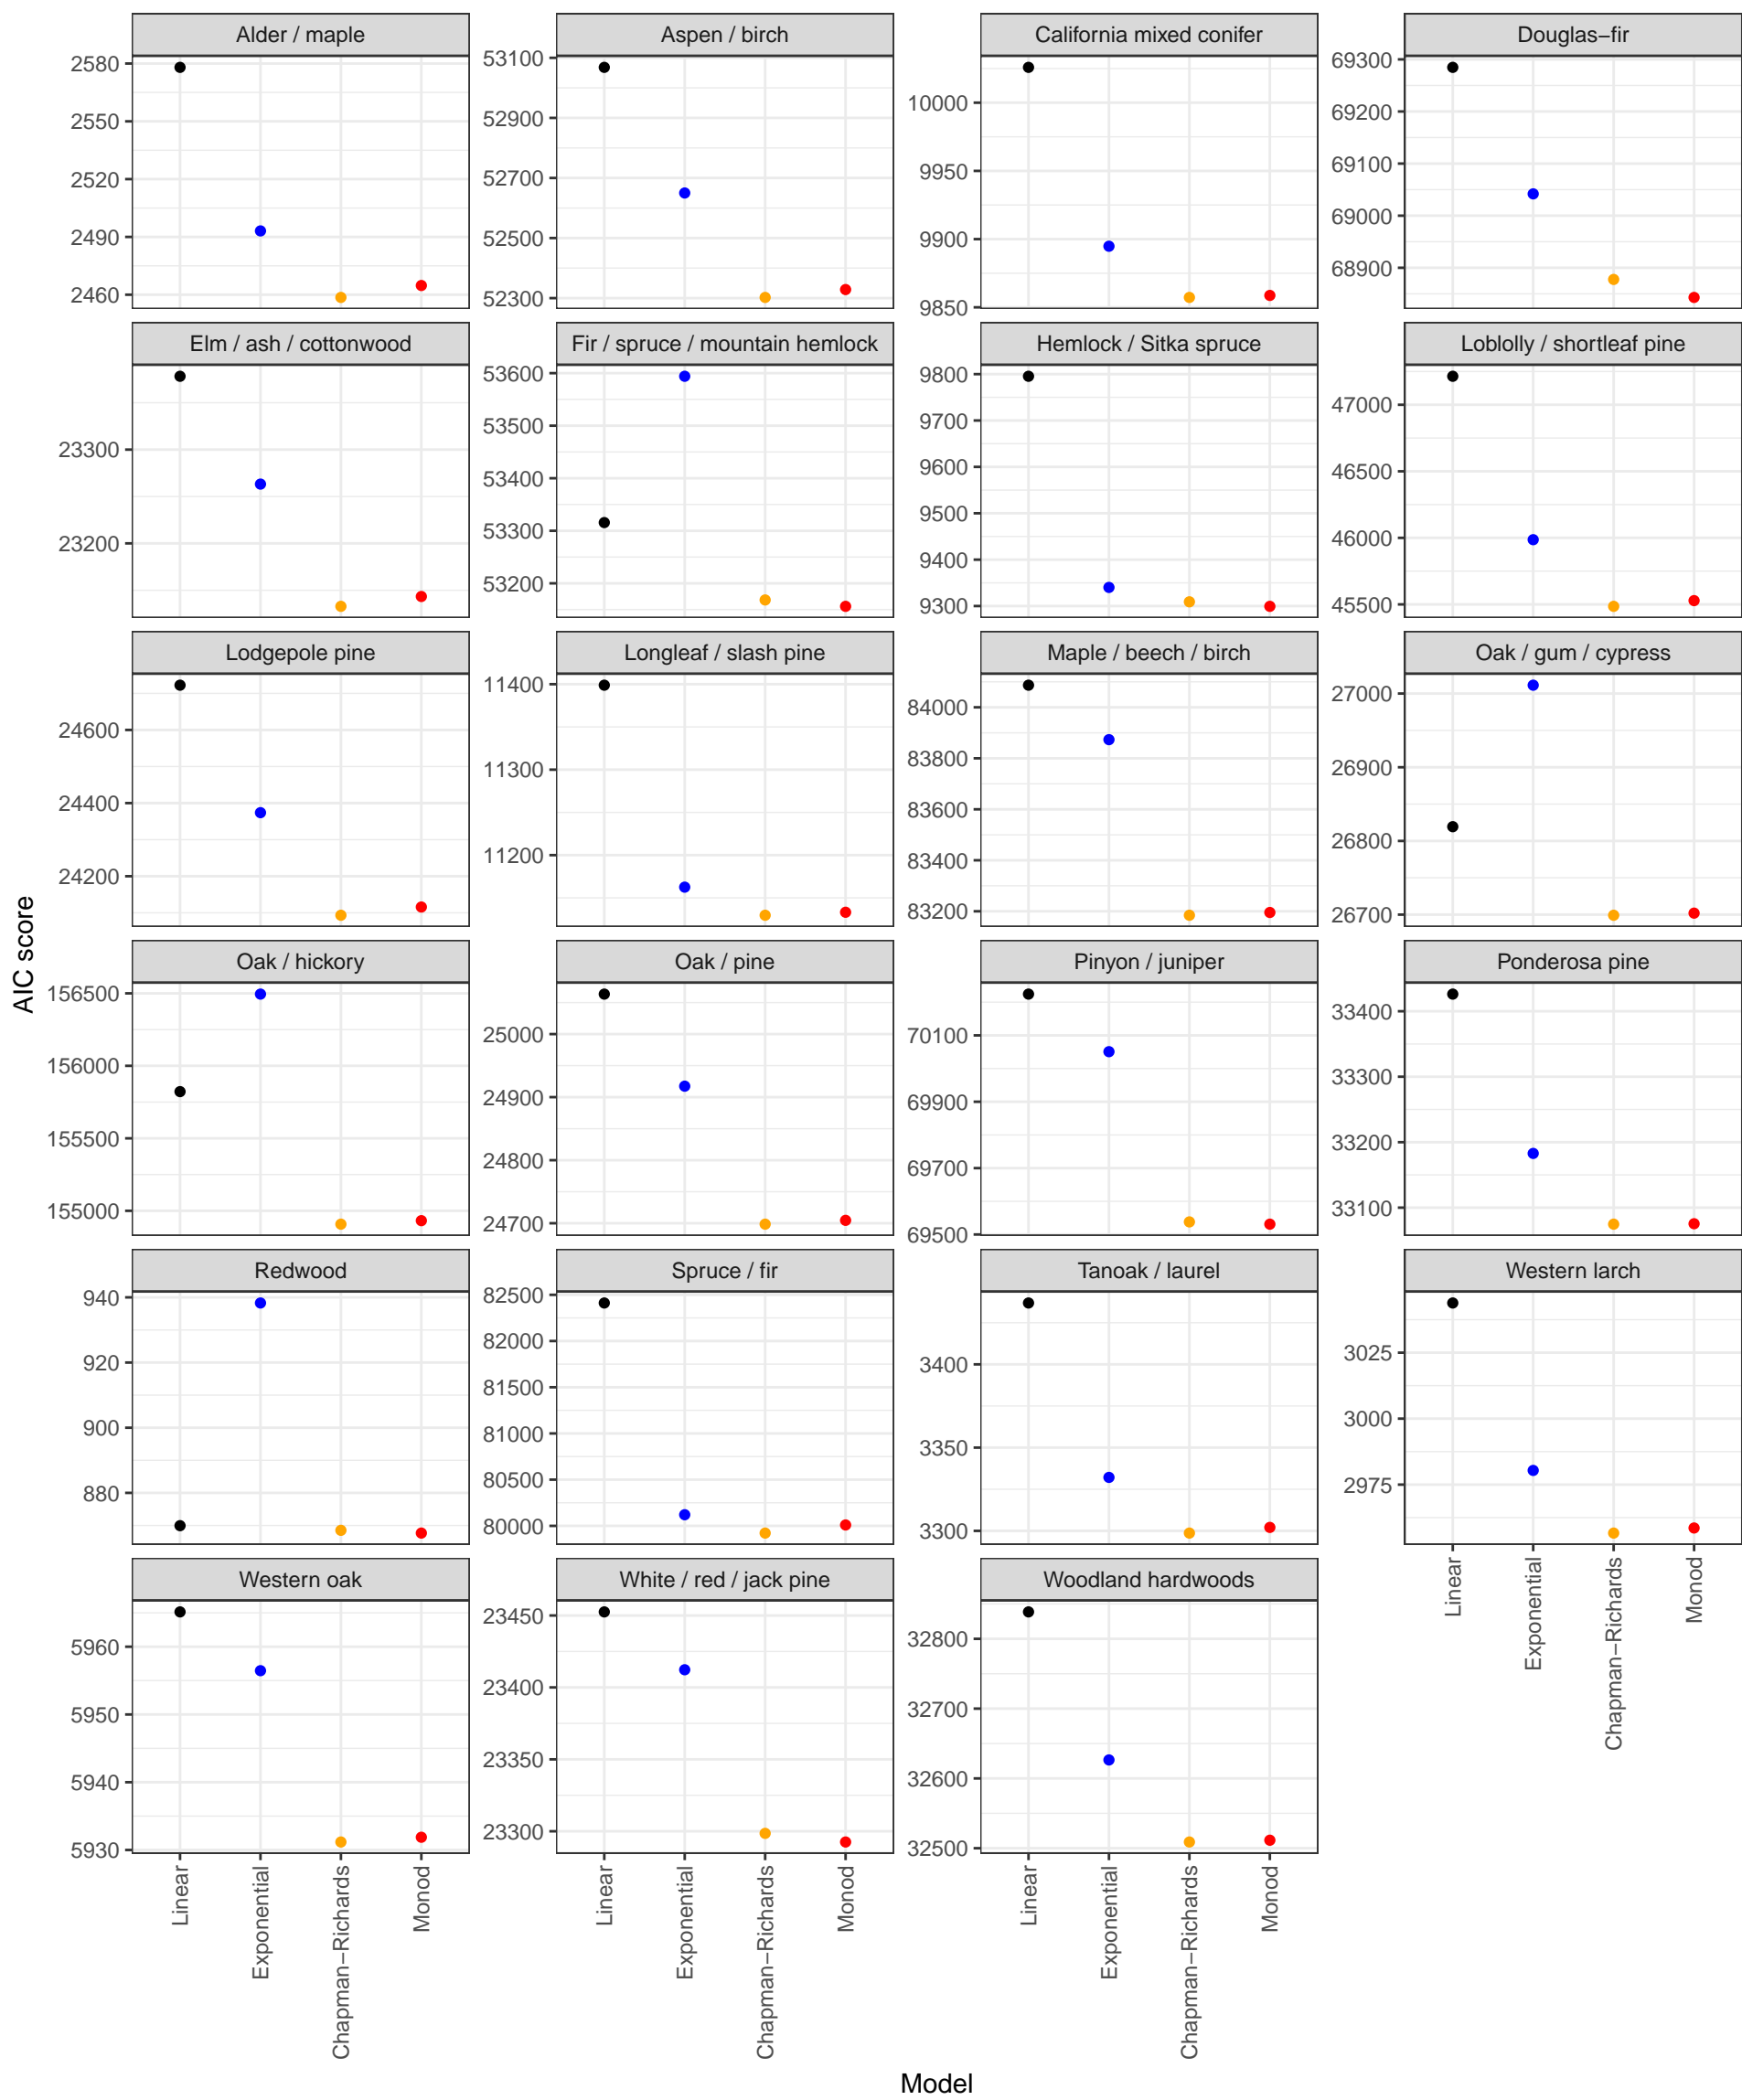 Alder / maple
2580
2550
2520
2490
2460
Aspen / birch
53100
52900
52700
52500
52300
California mixed conifer
10000
9950
9900
9850
Douglas−fir
69300
69200
69100
69000
68900
Elm / ash / cottonwood
23300
23200
Fir / spruce / mountain hemlock
53600
53500
53400
53300
53200
Hemlock / Sitka spruce
9800
9700
9600
9500
9400
9300
Loblolly / shortleaf pine
47000
46500
46000
45500
Lodgepole pine
24600
24400
24200
Longleaf / slash pine
11400
11300
11200
Maple / beech / birch
84000
83800
83600
83400
83200
Oak / gum / cypress
27000
26900
26800
26700
Oak / hickory
156500
156000
155500
155000
Oak / pine
25000
24900
24800
24700
Pinyon / juniper
70100
69900
69700
69500
Ponderosa pine
33400
33300
33200
33100
Redwood
940
920
900
880
Spruce / fir
82500
82000
81500
81000
80500
80000
Tanoak / laurel
3400
3350
3300
Western larch
3025
3000
2975
Linear
Exponential
Chapman−Richards
Monod
Western oak
5960
5950
5940
5930
Linear
Exponential
Chapman−Richards
Monod
White / red / jack pine
23450
23400
23350
23300
Linear
Exponential
Chapman−Richards
Monod
Woodland hardwoods
32800
32700
32600
32500
Linear
Exponential
Chapman−Richards
Monod
AIC score
Model